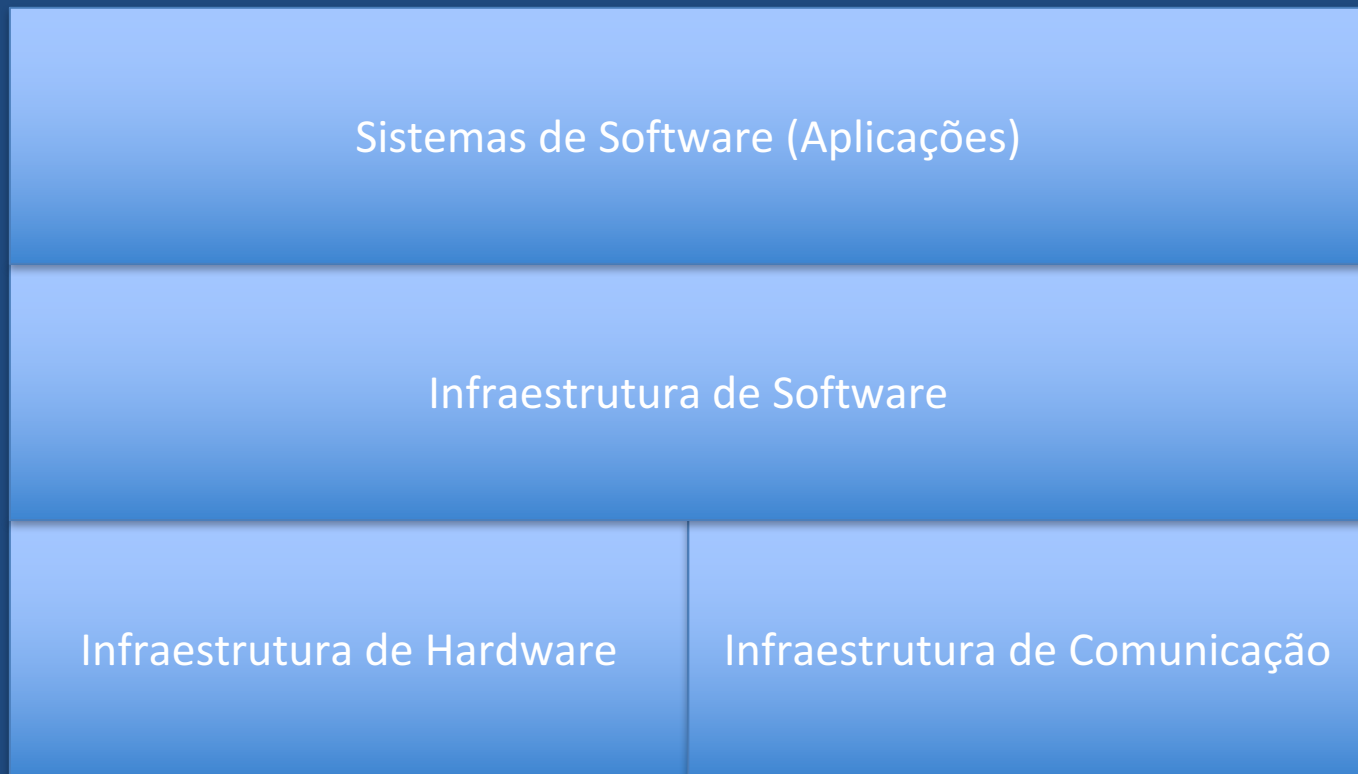 Sistemas de Software (Aplicações)
Infraestrutura de Software
Infraestrutura de Hardware
Infraestrutura de Comunicação